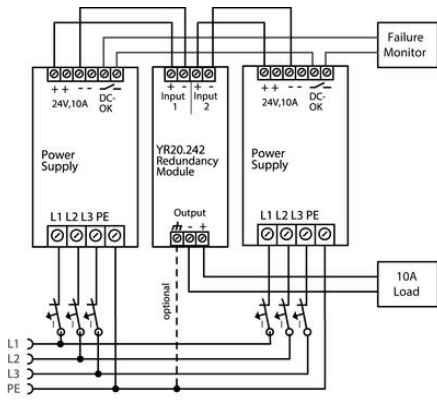 Failure
Monitor
+ + - - DC-
OK
24V,10A
+ - + -
Input
1
Input
2
+ + - - DC-
OK
24V,10A
Power
Supply
YR20.242
Redundancy
Module
Power
Supply
Output
- +
L1 L2 L3 PE
L1 L2 L3 PE
10A
Load
optional
I
I
I
I
I
I
L1
L2
L3
PE